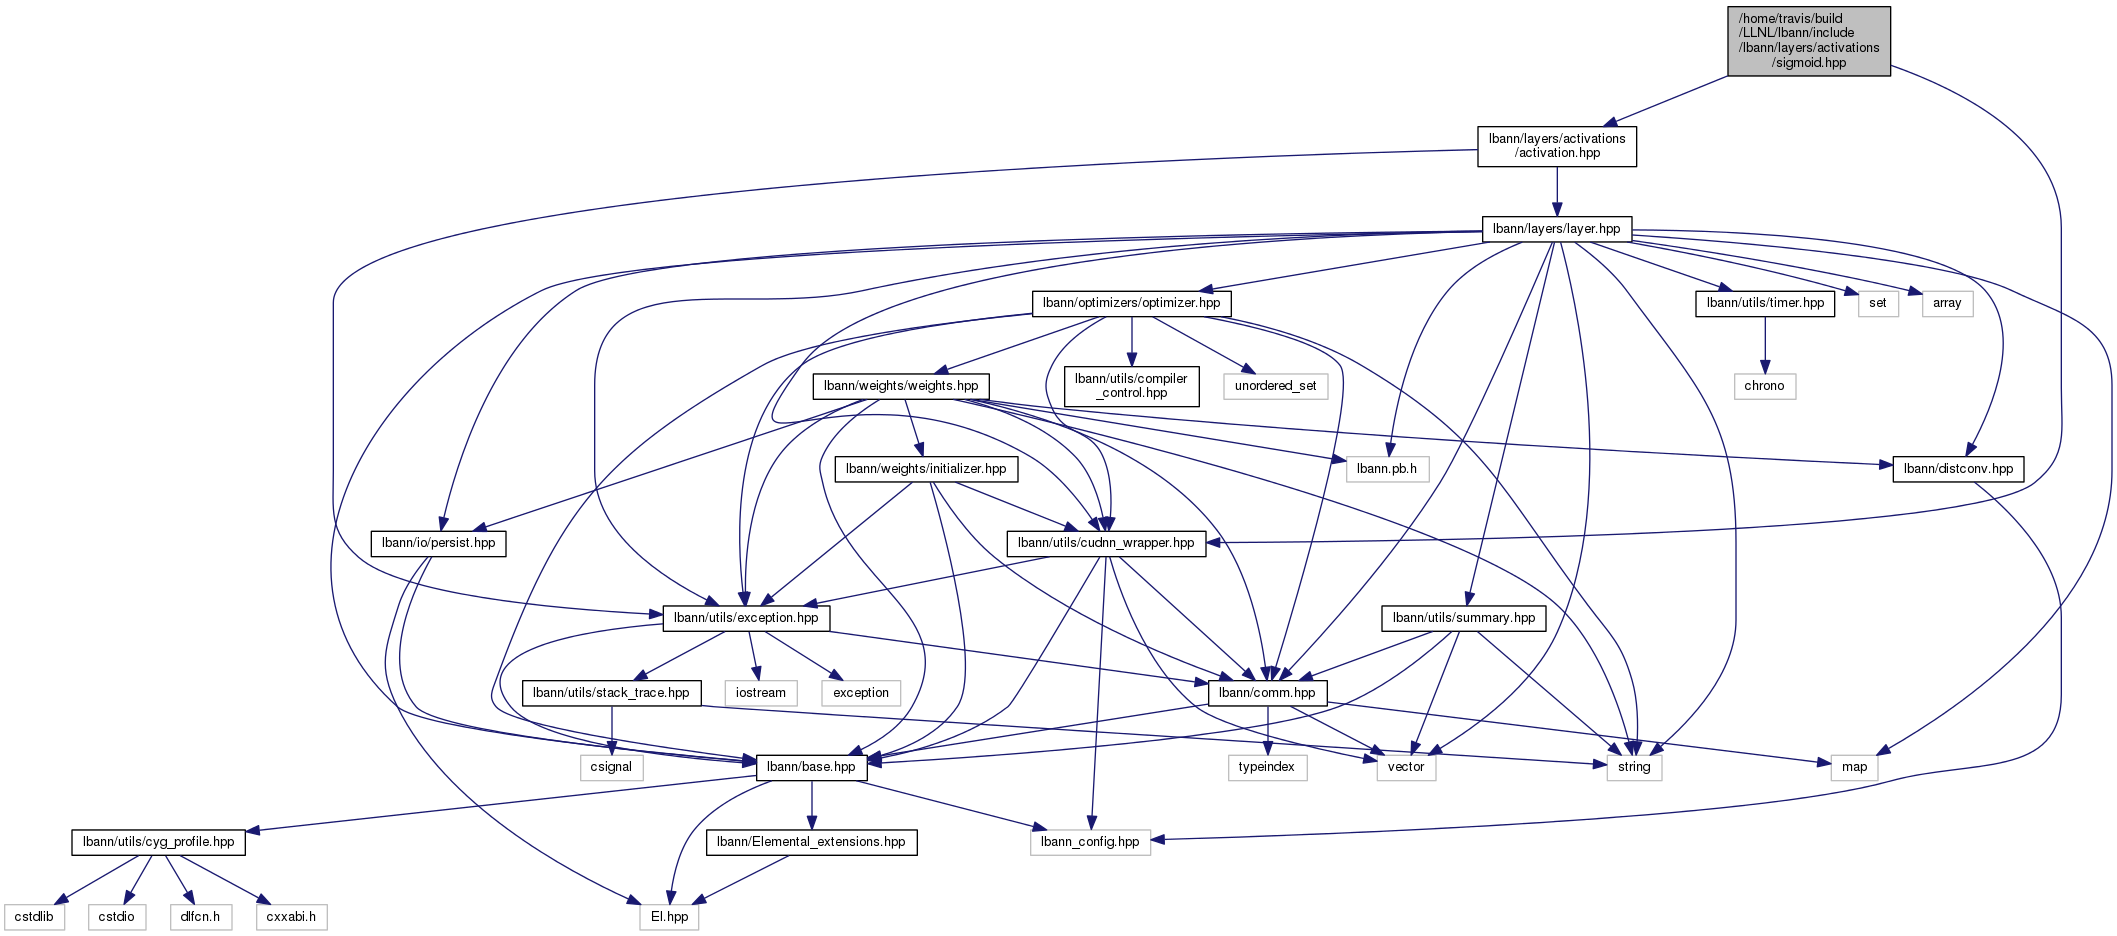 /home/travis/build
/LLNL/lbann/include
/lbann/layers/activations
/sigmoid.hpp
lbann/layers/activations
/activation.hpp
lbann/layers/layer.hpp
lbann/optimizers/optimizer.hpp
lbann/utils/timer.hpp
set
array
lbann/weights/weights.hpp
lbann/utils/compiler
_control.hpp
unordered_set
chrono
lbann/weights/initializer.hpp
lbann.pb.h
lbann/distconv.hpp
lbann/io/persist.hpp
lbann/utils/cudnn_wrapper.hpp
lbann/utils/exception.hpp
lbann/utils/summary.hpp
lbann/utils/stack_trace.hpp
iostream
exception
lbann/comm.hpp
csignal
lbann/base.hpp
typeindex
vector
string
map
lbann/utils/cyg_profile.hpp
lbann/Elemental_extensions.hpp
lbann_config.hpp
cstdlib
cstdio
dlfcn.h
cxxabi.h
El.hpp